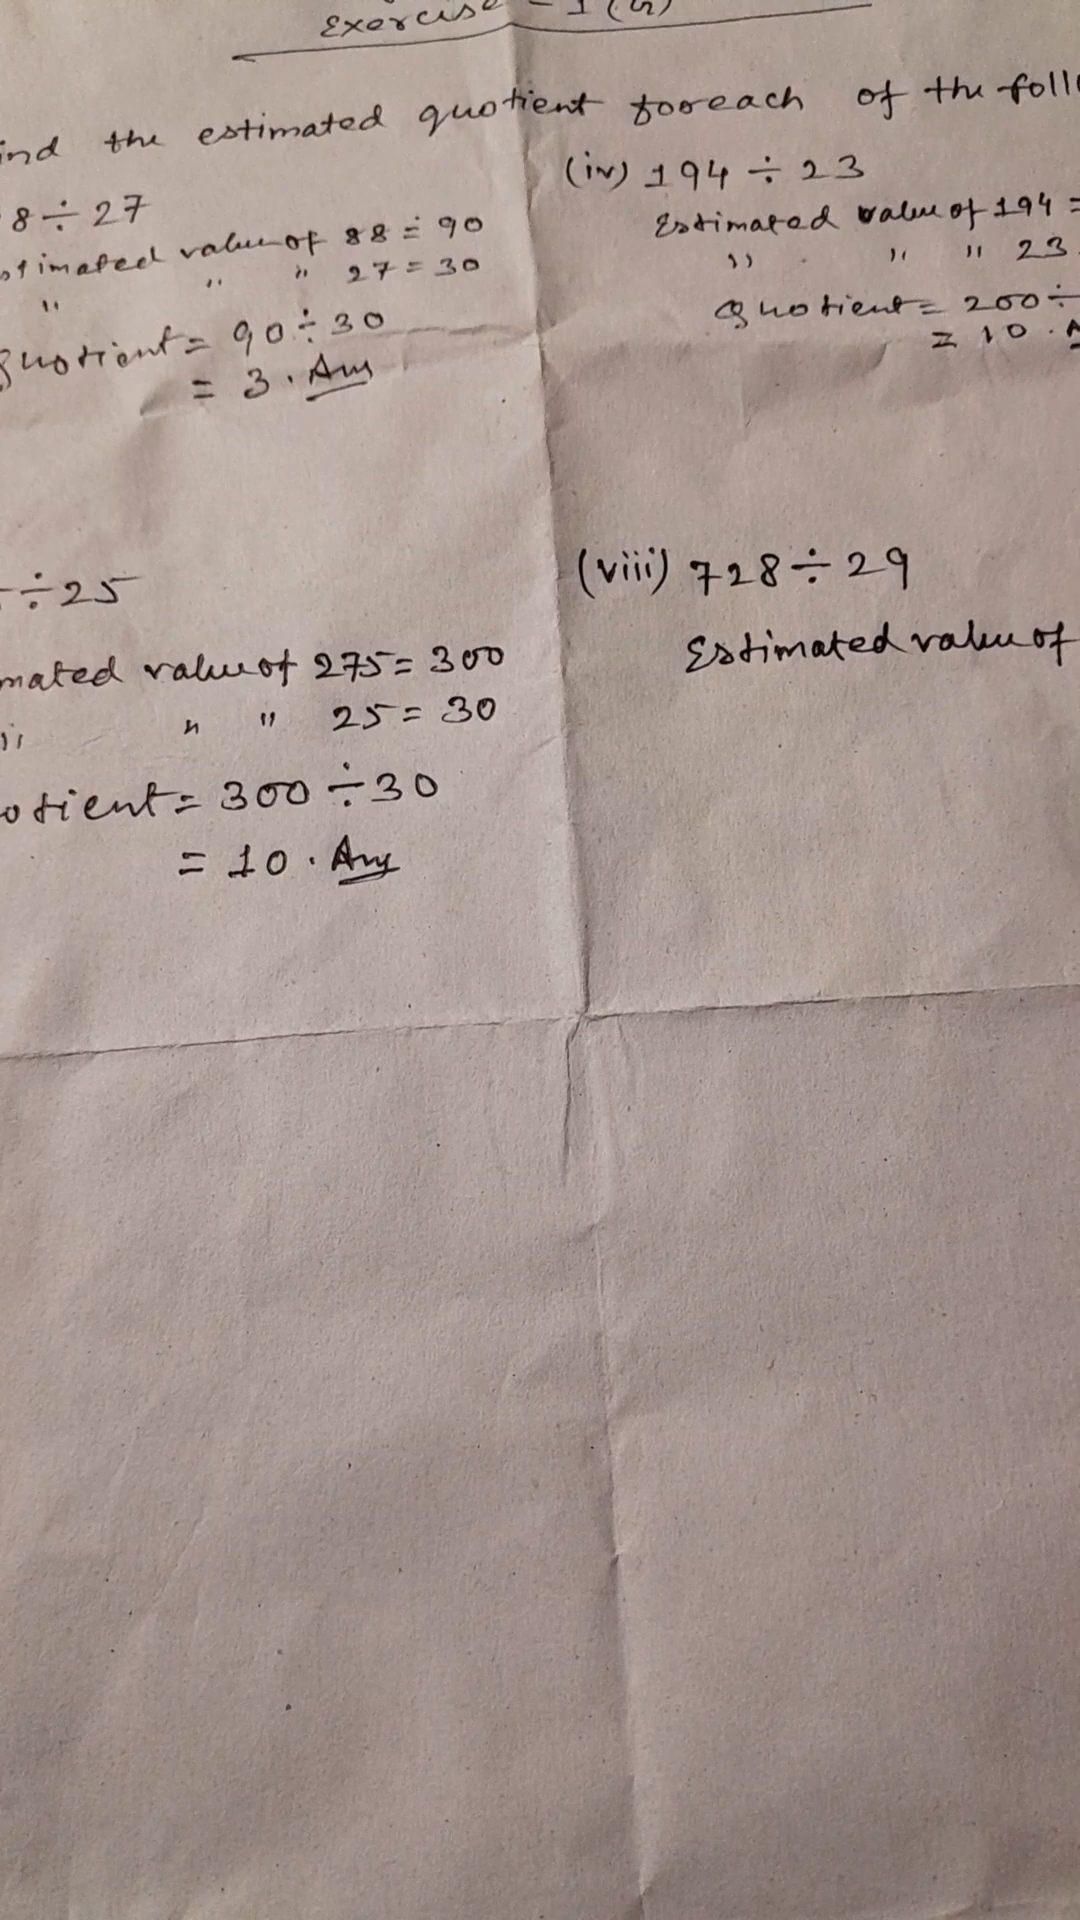 Exercise - 1(G)
ind the estimated quotient for each of the follo
8 ÷ 27
stimated value of 88 = 90
" " " 27 = 30
Quotient = 90 ÷ 30
= 3. Ans
(iv) 194 ÷ 23
Estimated value of 194 =
" " " 23
Quotient = 200 ÷
= 10. A
÷ 25
mated value of 275 = 300
" " " 25 = 30
otient = 300 ÷ 30
= 10. Ans
(viii) 728 ÷ 29
Estimated value of